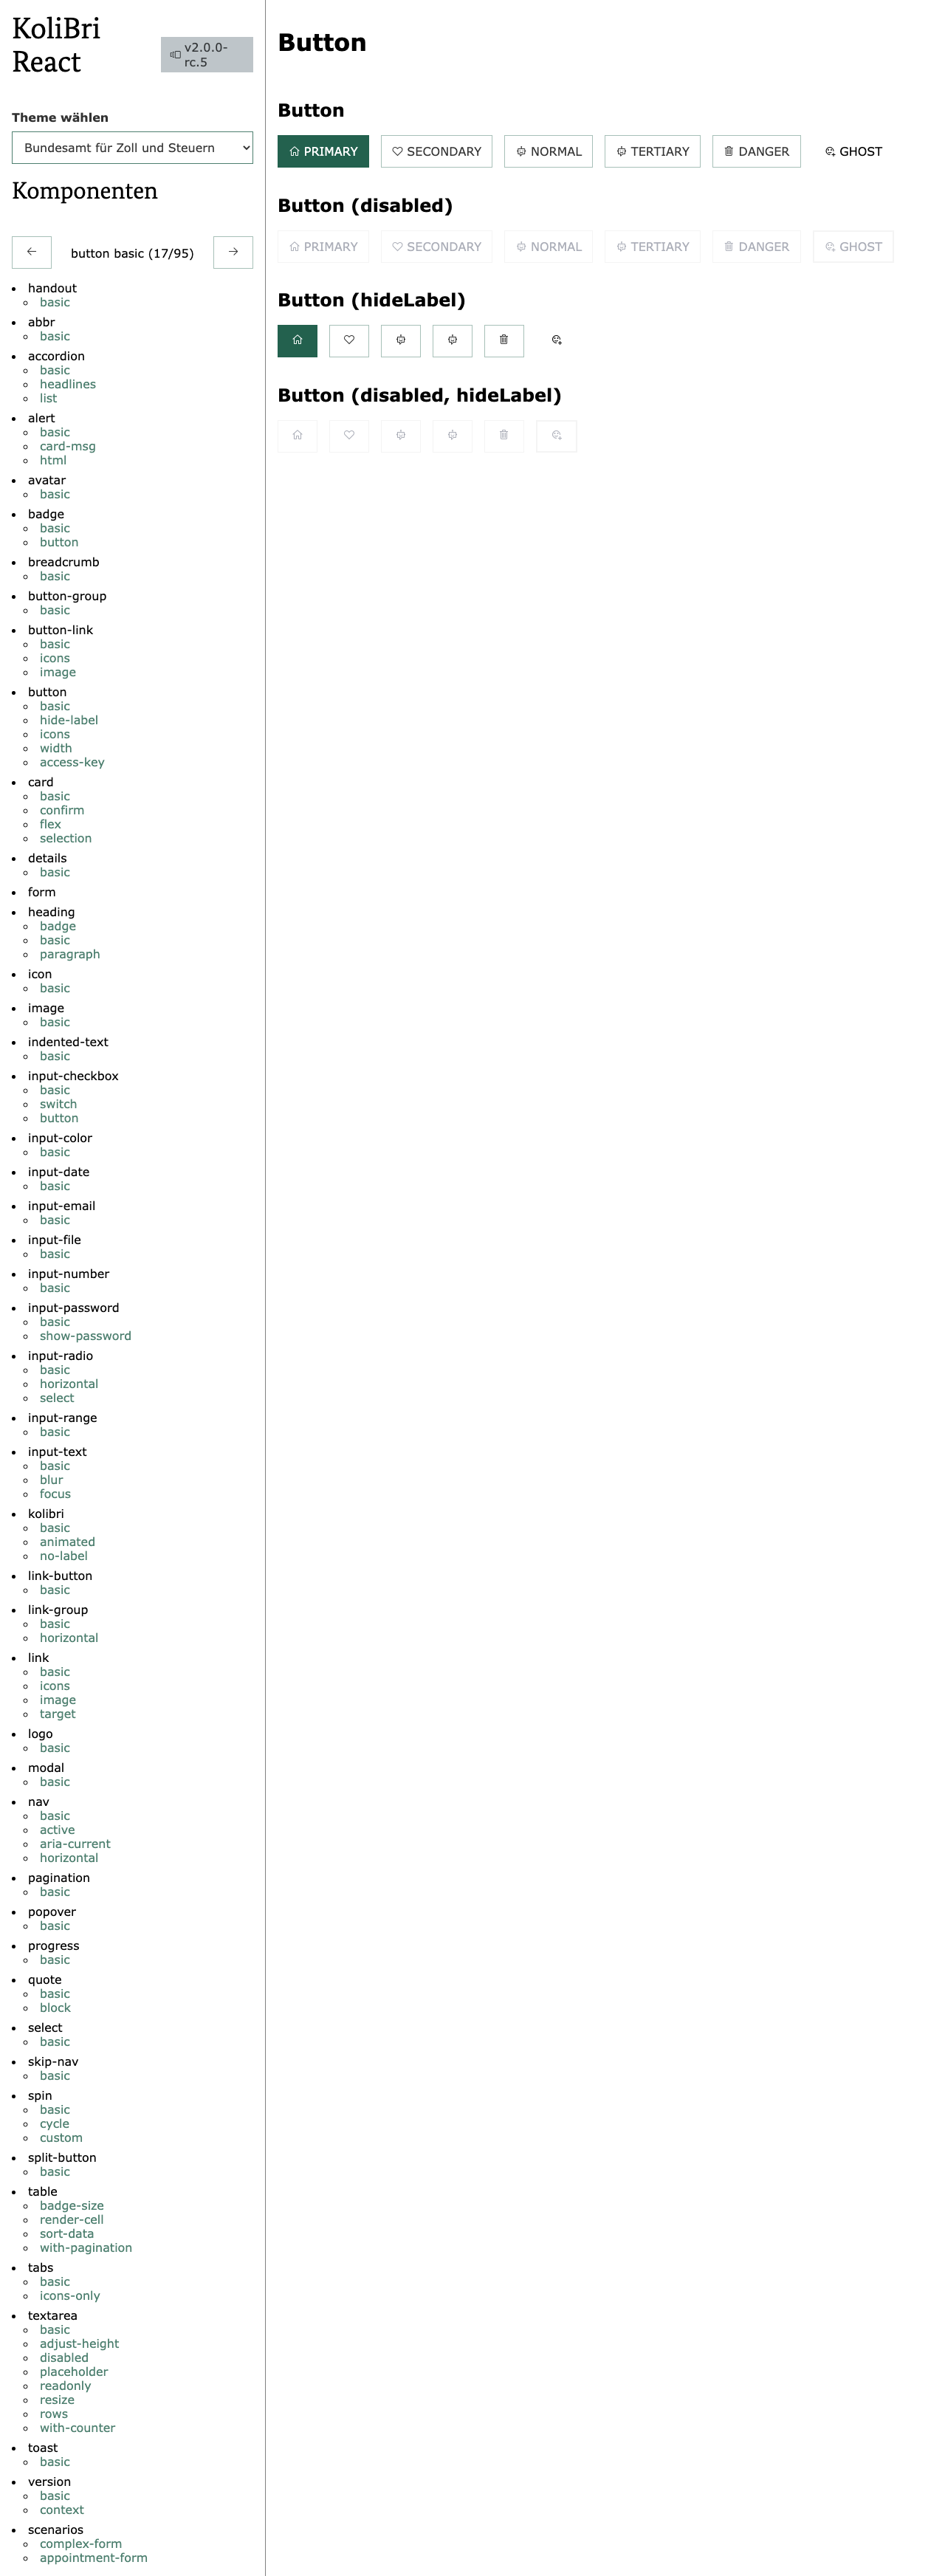 KoliBri
React
v2.0.0-
rc.5
Theme wählen
Bundesamt für Zoll und Steuern
Komponenten
button basic (17/95)
handout
basic
abbr
basic
accordion
basic
headlines
list
alert
basic
card-msg
html
avatar
basic
badge
basic
button
breadcrumb
basic
button-group
basic
button-link
basic
icons
image
button
basic
hide-label
icons
width
access-key
card
basic
confirm
flex
selection
details
basic
form
heading
badge
basic
paragraph
icon
basic
image
basic
indented-text
basic
input-checkbox
basic
switch
button
input-color
basic
input-date
basic
input-email
basic
input-file
basic
input-number
basic
input-password
basic
show-password
input-radio
basic
horizontal
select
input-range
basic
input-text
basic
blur
focus
kolibri
basic
animated
no-label
link-button
basic
link-group
basic
horizontal
link
basic
icons
image
target
logo
basic
modal
basic
nav
basic
active
aria-current
horizontal
pagination
basic
popover
basic
progress
basic
quote
basic
block
select
basic
skip-nav
basic
spin
basic
cycle
custom
split-button
basic
table
badge-size
render-cell
sort-data
with-pagination
tabs
basic
icons-only
textarea
basic
adjust-height
disabled
placeholder
readonly
resize
rows
with-counter
toast
basic
version
basic
context
scenarios
complex-form
appointment-form
Button
Button
PRIMARY SECONDARY NORMAL TERTIARY DANGER GHOST
Button (disabled)
PRIMARY SECONDARY NORMAL TERTIARY DANGER GHOST
Button (hideLabel)
Button (disabled, hideLabel)